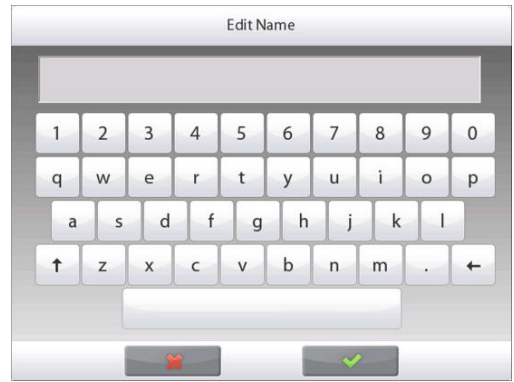 Edit Name
1 2 3 4 5 6 7 8 9 0
q w e r t y u i o p
a s d f g h j k l
↑ z x c v b n m . ←